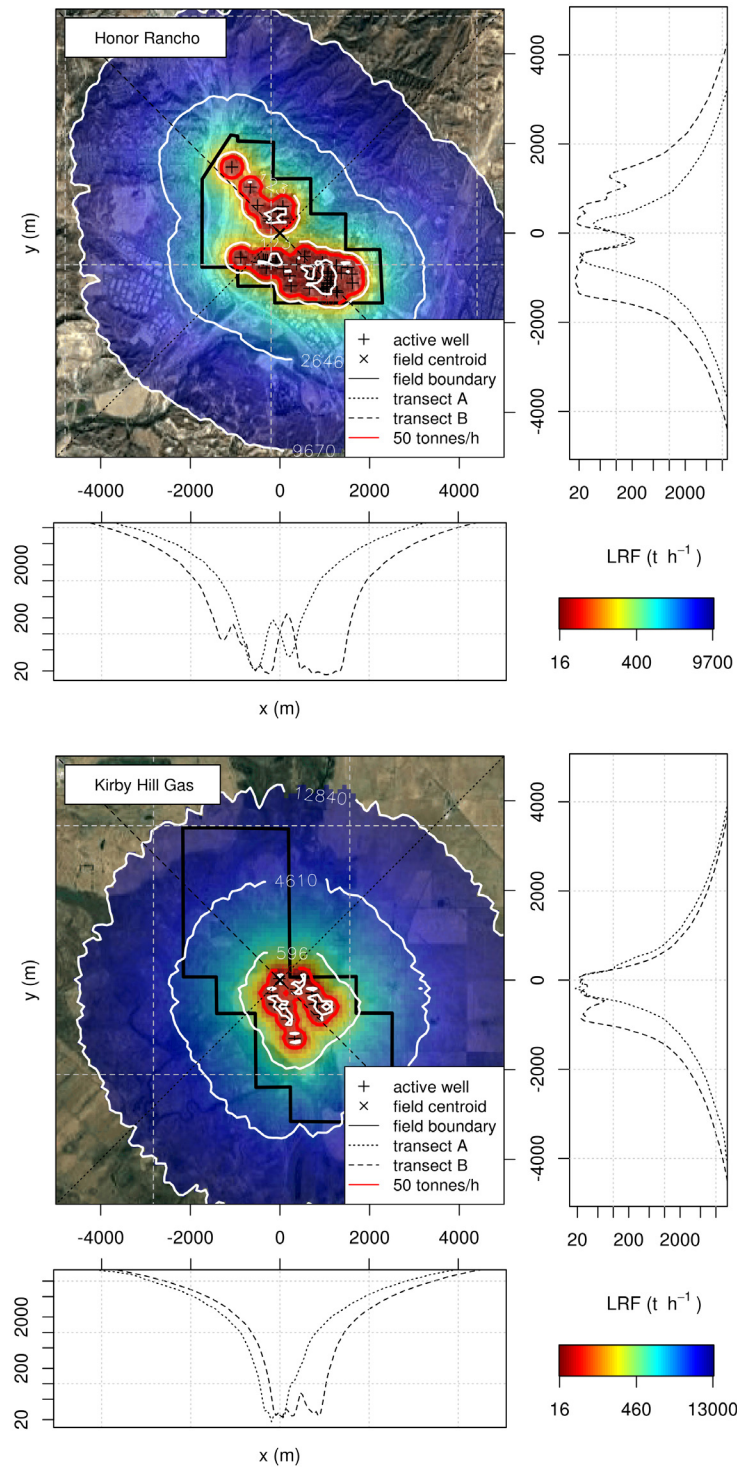 Honor Rancho
4000
2000
0
-2000
-4000
y (m)
2646
9670
active well
field centroid
field boundary
transect A
transect B
50 tonnes/h
20 200 2000
-4000 -2000 0 2000 4000
2000
200
20
x (m)
LRF (t h⁻¹ )
16 400 9700
Kirby Hill Gas
12840
4610
596
4000
2000
0
-2000
-4000
y (m)
active well
field centroid
field boundary
transect A
transect B
50 tonnes/h
20 200 2000
-4000 -2000 0 2000 4000
2000
200
20
x (m)
LRF (t h⁻¹ )
16 460 13000